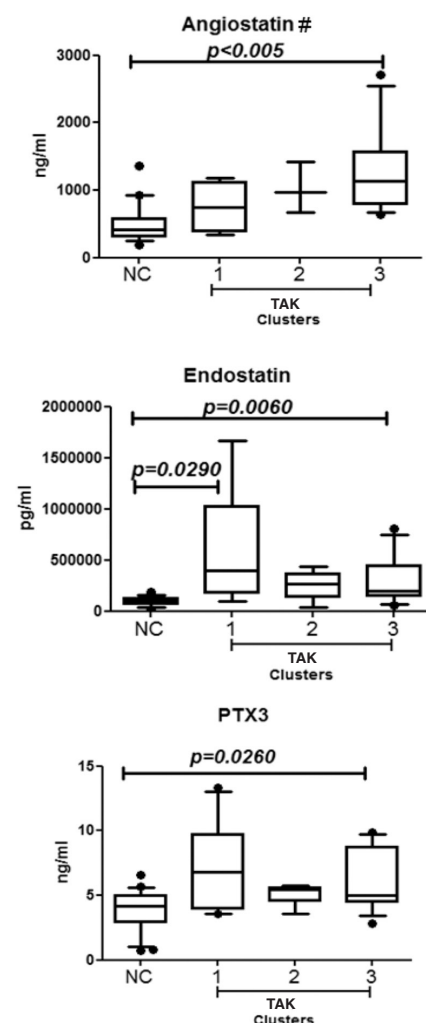 Angiostatin #
p<0.005
3000
2000
1000
0
ng/ml
NC 1 2 3
TAK
Clusters
Endostatin
2000000
p=0.0060
1500000
p=0.0290
1000000
500000
0
pg/ml
NC 1 2 3
TAK
Clusters
PTX3
15
p=0.0260
10
5
0
ng/ml
NC 1 2 3
TAK
Clusters